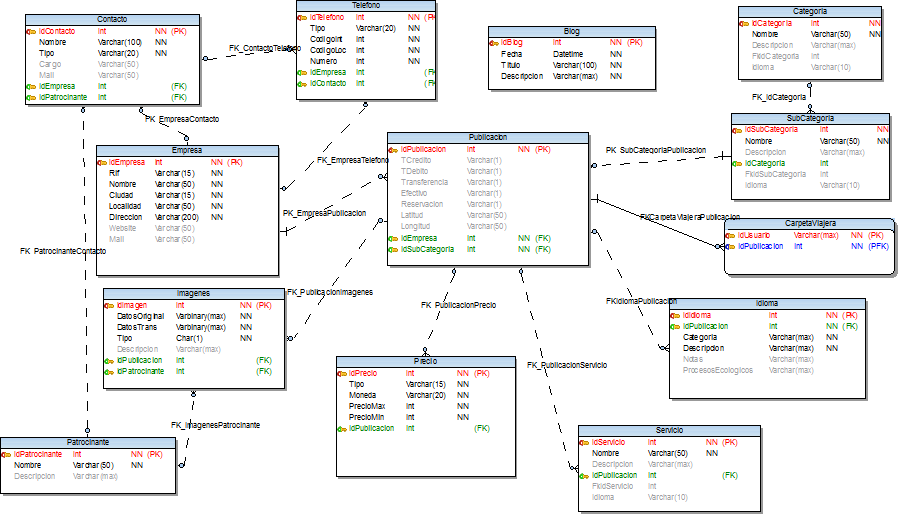 Contacto
idContacto Int NN (PK)
Nombre Varchar(100) NN
Tipo Varchar(20) NN
Cargo Varchar(50)
Mail Varchar(50)
idEmpresa Int (FK)
idPatrocinante Int (FK)
Telefono
idTelefono Int NN (PK)
Tipo Varchar(20) NN
CodigoInt Int NN
CodigoLoc Int NN
Numero Int NN
idEmpresa Int (FK
idContacto Int (FK
Blog
idBlog Int NN (PK)
Fecha Datetime NN
Titulo Varchar(100) NN
Descripcion Varchar(max) NN
Categoria
idCategoria Int NN
Nombre Varchar(50) NN
Descripcion Varchar(max)
FkidCategoria Int
Idioma Varchar(10)
FK_ContactoTelefono
FK_EmpresaContacto
FK_IdCategoria
SubCategoria
idSubCategoria Int NN
Nombre Varchar(50) NN
Descripcion Varchar(max)
idCategoria Int
FkidSubCategoria Int
Idioma Varchar(10)
Empresa
idEmpresa Int NN (PK)
Rif Varchar(15) NN
Nombre Varchar(50) NN
Ciudad Varchar(15) NN
Localidad Varchar(50) NN
Direccion Varchar(200) NN
Website Varchar(50)
Mail Varchar(50)
FK_EmpresaTelefono
PK_EmpresaPublicacion
Publicacion
idPublicacion Int NN (PK)
TCredito Varchar(1)
TDebito Varchar(1)
Transferencia Varchar(1)
Efectivo Varchar(1)
Reservacion Varchar(1)
Latitud Varchar(50)
Longitud Varchar(50)
idEmpresa Int NN (FK)
idSubCategoria Int NN (FK)
PK_SubCategoriaPublicacion
FKCarpetaViajeraPublicacion
CarpetaViajera
idUsuario Varchar(max) NN (PK)
idPublicacion Int NN (PFK)
FK_PatrocinanteContacto
Imagenes
idImagen Int NN (PK)
DatosOriginal Varbinary(max) NN
DatosTrans Varbinary(max) NN
Tipo Char(1) NN
Descripcion Varchar(max)
idPublicacion Int (FK)
idPatrocinante Int (FK)
FK_PublicacionImagenes
FK_PublicacionPrecio
FKIdiomaPublicacion
Idioma
idIdioma Int NN (PK)
idPublicacion Int NN (FK)
Categoria Varchar(max) NN
Descripcion Varchar(max) NN
Notas Varchar(max)
ProcesosEcologicos Varchar(max)
Precio
idPrecio Int NN (PK)
Tipo Varchar(15) NN
Moneda Varchar(20) NN
PrecioMax Int NN
PrecioMin Int NN
idPublicacion Int (FK)
FK_PublicacionServicio
FK_ImagenesPatrocinante
Patrocinante
idPatrocinante Int NN (PK)
Nombre Varchar(50) NN
Descripcion Varchar(max)
Servicio
idServicio Int NN (PK)
Nombre Varchar(50) NN
Descripcion Varchar(max)
idPublicacion Int (FK)
FkidServicio Int
Idioma Varchar(10)